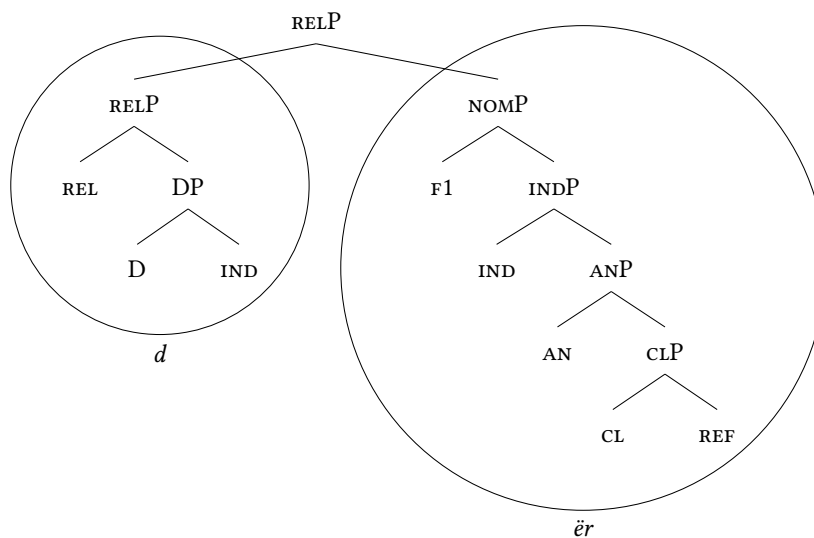 RELP
RELP NOMP
REL DP F1 INDP
D IND IND ANP
d AN CLP
CL REF
ër